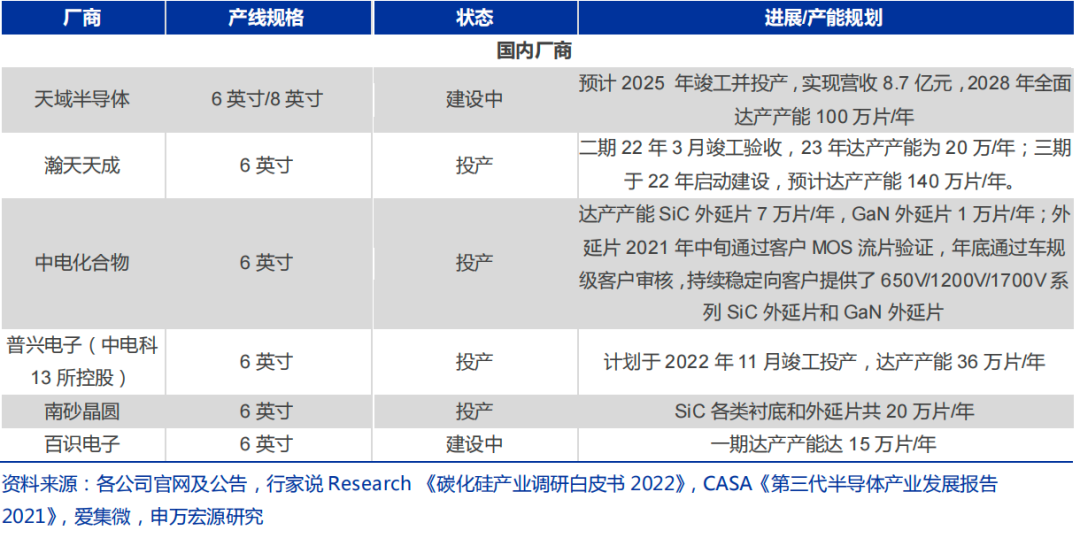 厂商 产线规格 状态 进展/产能规划
国内厂商
天域半导体 6 英寸/8 英寸 建设中 预计 2025 年竣工并投产，实现营收 8.7 亿元，2028 年全面
达产产能 100 万片/年
瀚天天成 6 英寸 投产 二期 22 年 3 月竣工验收，23 年达产产能为 20 万/年；三期
于 22 年启动建设，预计达产产能 140 万片/年。
中电化合物 6 英寸 投产 达产产能 SiC 外延片 7 万片/年，GaN 外延片 1 万片/年；外
延片 2021 年中旬通过客户 MOS 流片验证，年底通过车规
级客户审核，持续稳定向客户提供了 650V/1200V/1700V 系
列 SiC 外延片和 GaN 外延片
普兴电子（中电科
13 所控股） 6 英寸 投产 计划于 2022 年 11 月竣工投产，达产产能 36 万片/年
南砂晶圆 6 英寸 投产 SiC 各类衬底和外延片共 20 万片/年
百识电子 6 英寸 建设中 一期达产产能达 15 万片/年
资料来源：各公司官网及公告，行家说 Research 《碳化硅产业调研白皮书 2022》，CASA《第三代半导体产业发展报告
2021》，爱集微，申万宏源研究